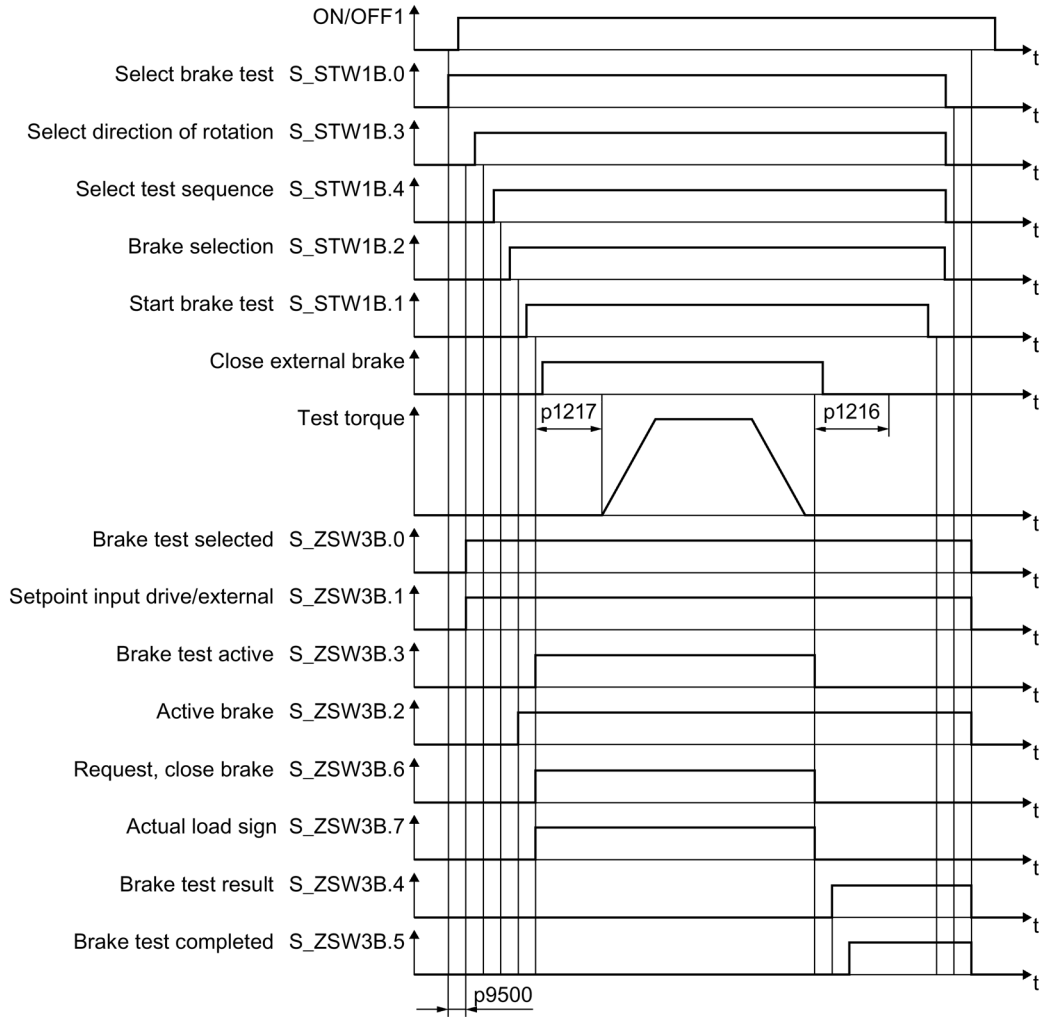 ON/OFF1
t
Select brake test S_STW1B.0
t
Select direction of rotation S_STW1B.3
t
Select test sequence S_STW1B.4
t
Brake selection S_STW1B.2
t
Start brake test S_STW1B.1
t
Close external brake
t
p1217 p1216
Test torque
t
Brake test selected S_ZSW3B.0
t
Setpoint input drive/external S_ZSW3B.1
t
Brake test active S_ZSW3B.3
t
Active brake S_ZSW3B.2
t
Request, close brake S_ZSW3B.6
t
Actual load sign S_ZSW3B.7
t
Brake test result S_ZSW3B.4
t
Brake test completed S_ZSW3B.5
t
p9500